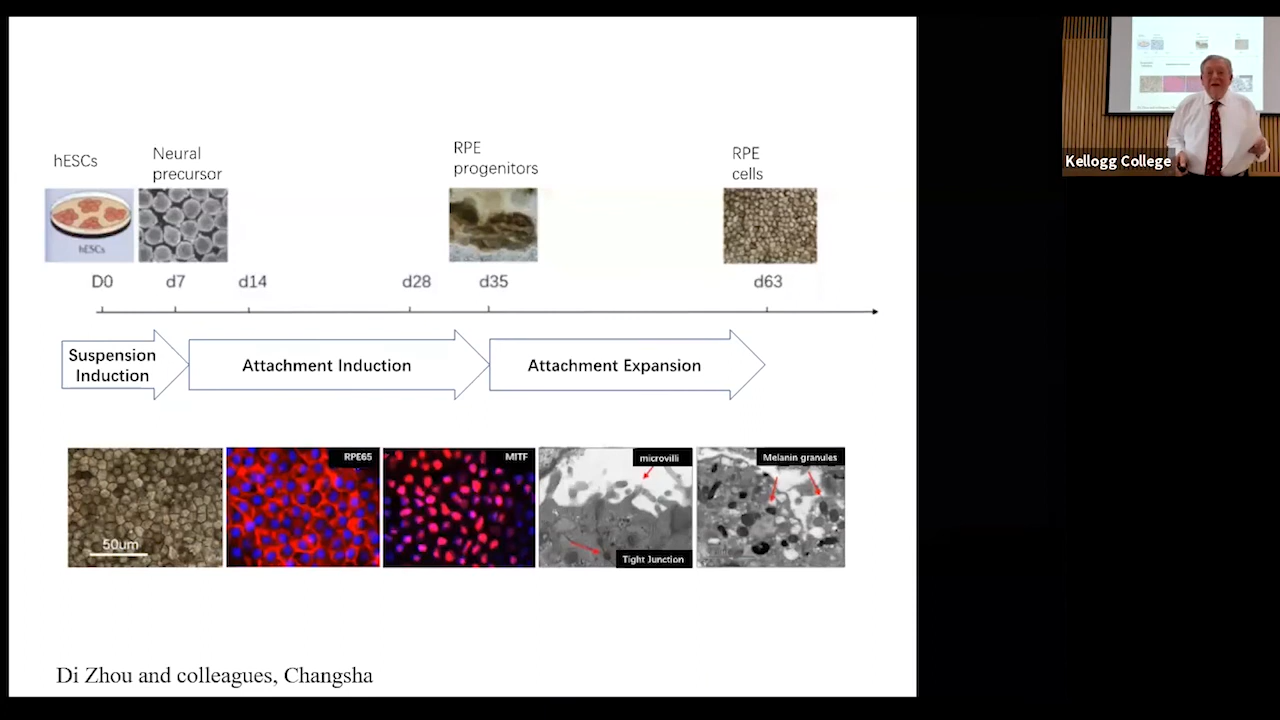 hESCs
Neural
precursor
RPE
progenitors
RPE
cells
hESCs
D0
d7
d14
d28
d35
d63
Suspension
Induction
Attachment Induction
Attachment Expansion
50um
RPE65
MITF
microvilli
Tight Junction
Melanin granules
Di Zhou and colleagues, Changsha
Kellogg College